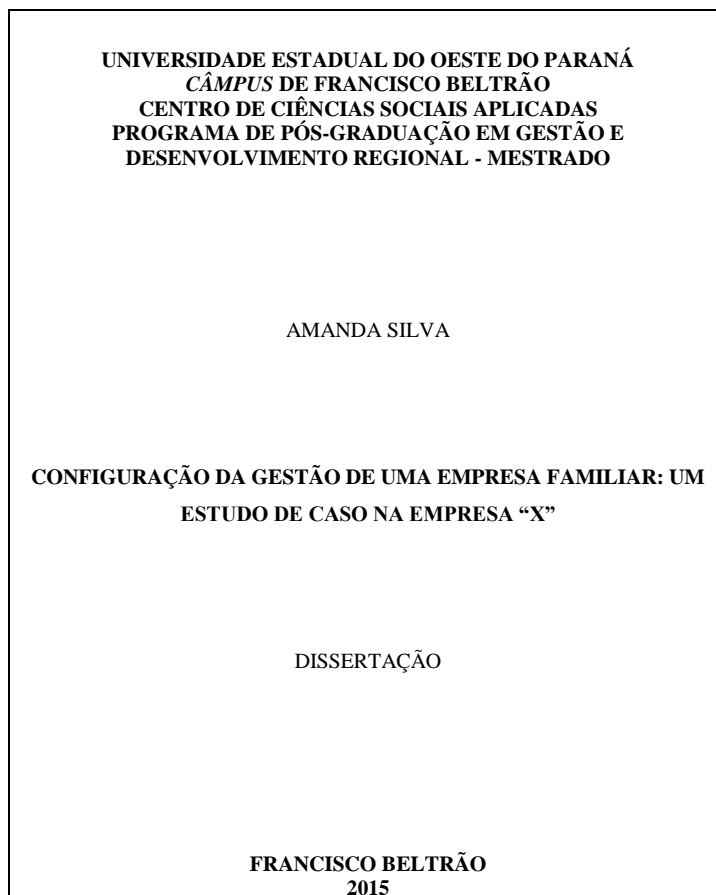 UNIVERSIDADE ESTADUAL DO OESTE DO PARANÁ
CÂMPUS DE FRANCISCO BELTRÃO
CENTRO DE CIÊNCIAS SOCIAIS APLICADAS
PROGRAMA DE PÓS-GRADUAÇÃO EM GESTÃO E
DESENVOLVIMENTO REGIONAL - MESTRADO
AMANDA SILVA
CONFIGURAÇÃO DA GESTÃO DE UMA EMPRESA FAMILIAR: UM
ESTUDO DE CASO NA EMPRESA “X”
DISSERTAÇÃO
FRANCISCO BELTRÃO
2015